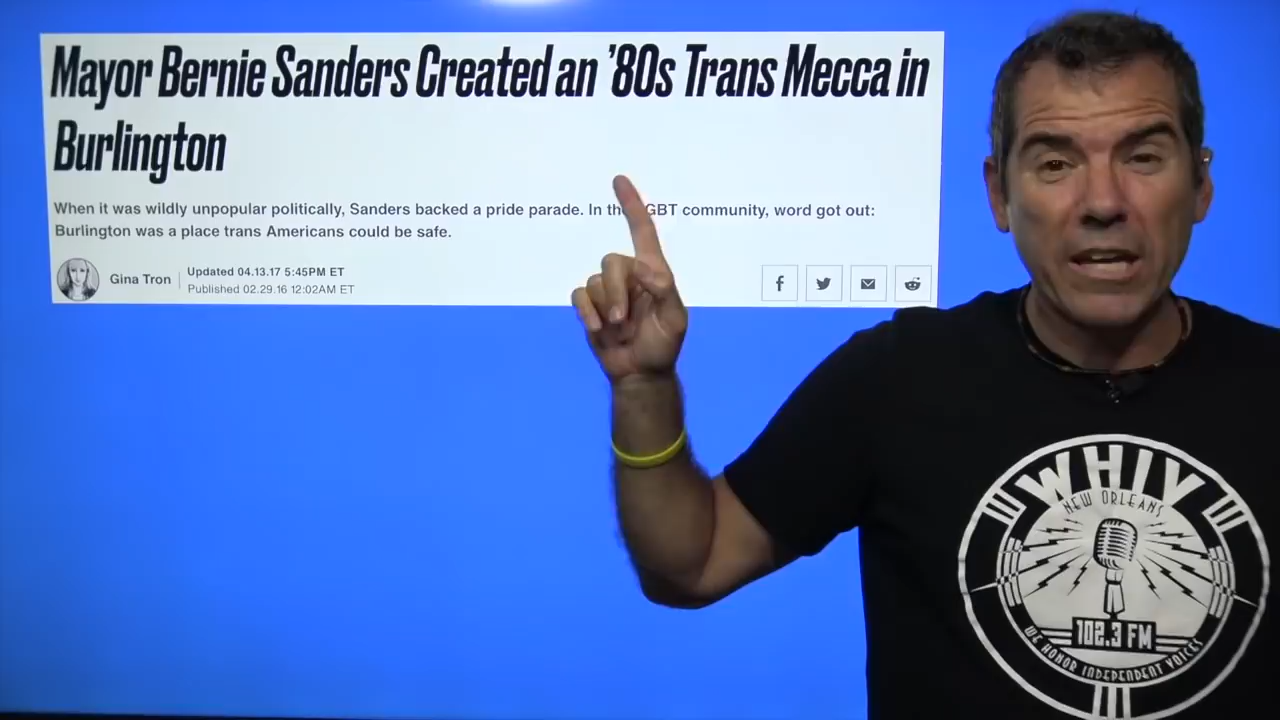 Mayor Bernie Sanders Created an '80s Trans Mecca in
Burlington
When it was wildly unpopular politically, Sanders backed a pride parade. In th GBT community, word got out:
Burlington was a place trans Americans could be safe.
Gina Tron
Updated 04.13.17 5:45PM ET
Published 02.29.16 12:02AM ET
WHIV
NEW ORLEANS
102.3 FM
WE HONOR INDEPENDENT VOICES